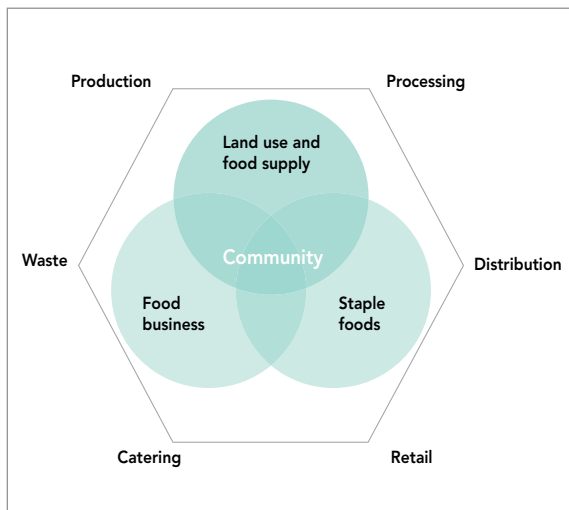 Production
Processing
Land use and
food supply
Waste
Community
Distribution
Food
business
Staple
foods
Catering
Retail